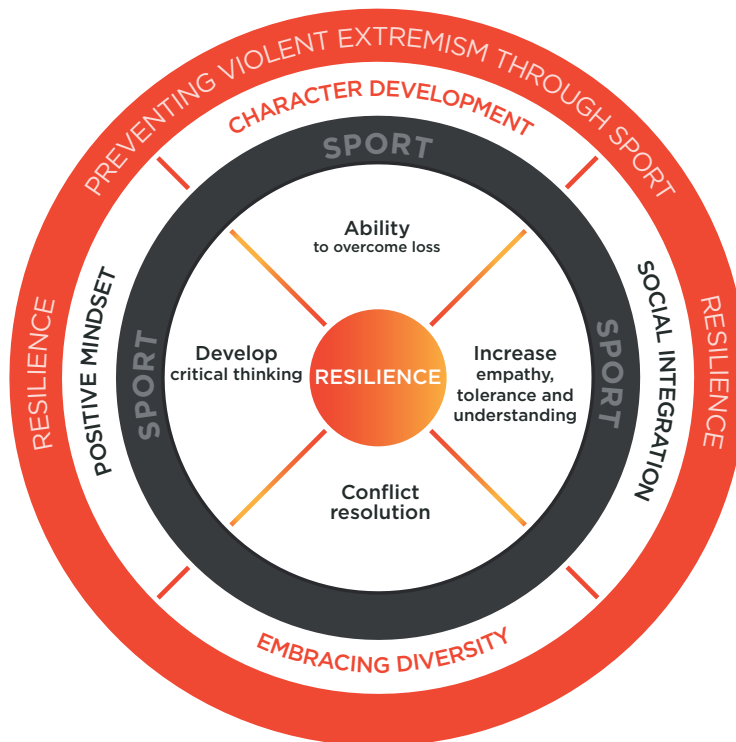 PREVENTING VIOLENT EXTREMISM THROUGH SPORT
CHARACTER DEVELOPMENT
SPORT
Ability
to overcome loss
RESILIENCE
POSITIVE MINDSET
SPORT
Develop
critical thinking
RESILIENCE
Increase
empathy,
tolerance and
understanding
SPORT
SOCIAL INTEGRATION
RESILIENCE
Conflict
resolution
EMBRACING DIVERSITY